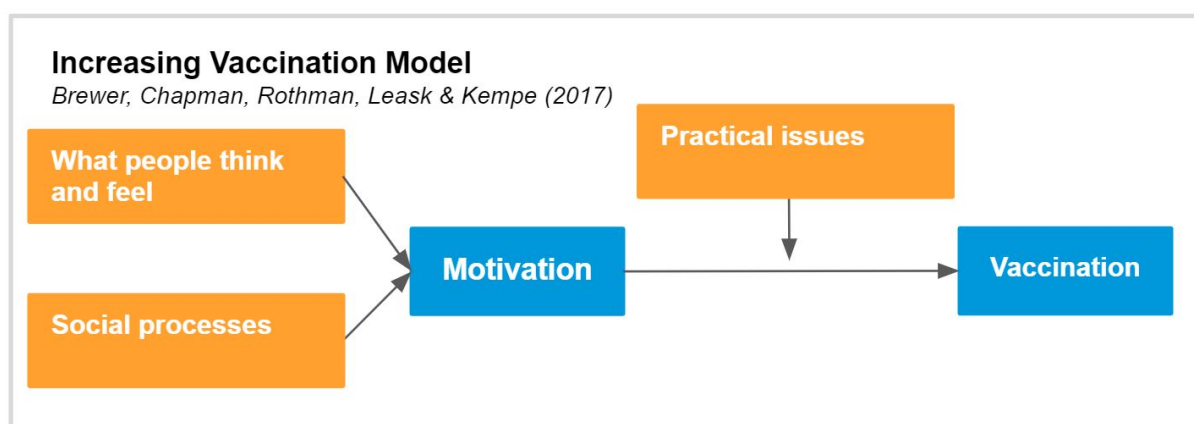 Increasing Vaccination Model
Brewer, Chapman, Rothman, Leask & Kempe (2017)
What people think
and feel
Practical issues
Motivation
Vaccination
Social processes